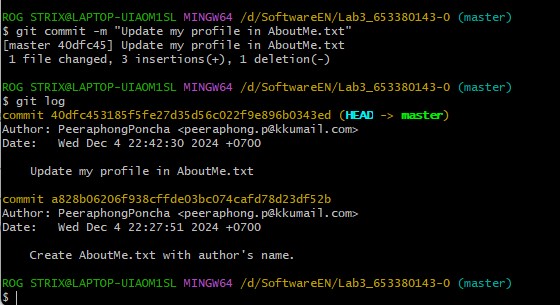 ROG STRIX@LAPTOP-UIAOM1SL MINGW64 /d/SoftwareEN/Lab3_653380143-0 (master)
$ git commit -m "Update my profile in AboutMe.txt"
[master 40dfc45] Update my profile in AboutMe.txt
 1 file changed, 3 insertions(+), 1 deletion(-)
ROG STRIX@LAPTOP-UIAOM1SL MINGW64 /d/SoftwareEN/Lab3_653380143-0 (master)
$ git log
commit 40dfc453185f5fe27d35d56c022f9e896b0343ed (HEAD -> master)
Author: PeeraphongPoncha <peeraphong.p@kkumail.com>
Date:   Wed Dec 4 22:42:30 2024 +0700
    Update my profile in AboutMe.txt
commit a828b06206f938cffde03bc074cafd78d23df52b
Author: PeeraphongPoncha <peeraphong.p@kkumail.com>
Date:   Wed Dec 4 22:27:51 2024 +0700
    Create AboutMe.txt with author's name.
ROG STRIX@LAPTOP-UIAOM1SL MINGW64 /d/SoftwareEN/Lab3_653380143-0 (master)
$